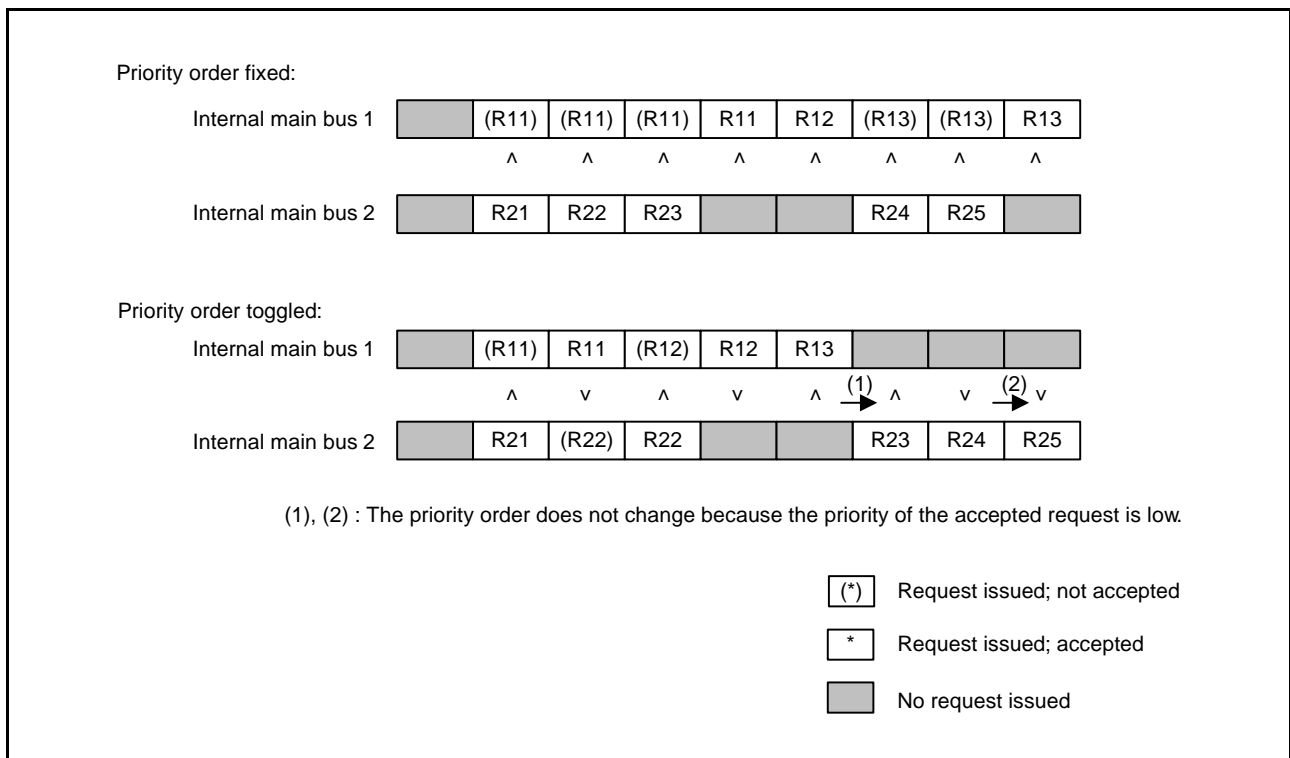 Priority order fixed:
Internal main bus 1 (R11) (R11) (R11) R11 R12 (R13) (R13) R13
^ ^ ^ ^ ^ ^ ^ ^
Internal main bus 2 R21 R22 R23 R24 R25
Priority order toggled:
Internal main bus 1 (R11) R11 (R12) R12 R13
^ v ^ v ^ (1) ^ v (2) v
Internal main bus 2 R21 (R22) R22 R23 R24 R25
(1), (2) : The priority order does not change because the priority of the accepted request is low.
(*) Request issued; not accepted
* Request issued; accepted
No request issued